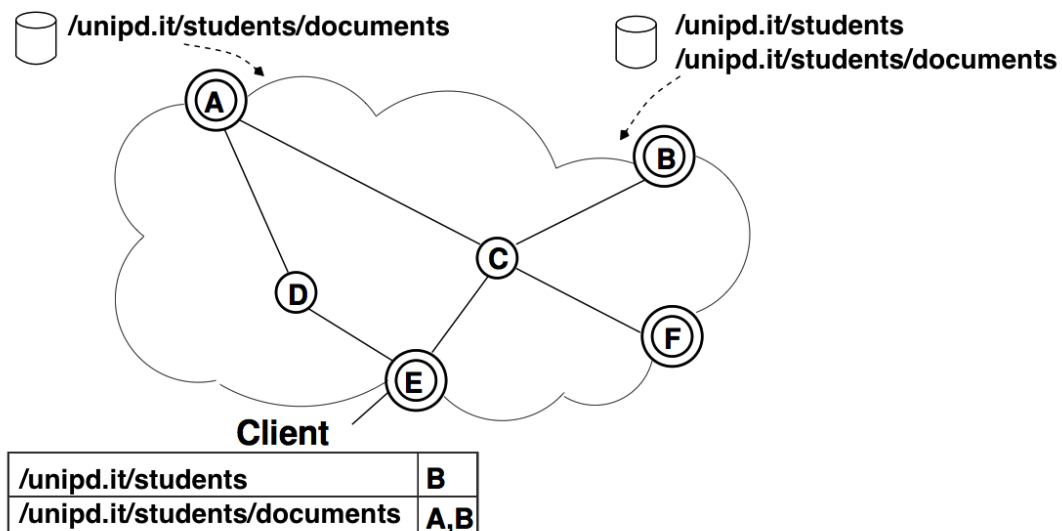 /unipd.it/students/documents
/unipd.it/students
/unipd.it/students/documents
A
B
C
D
F
E
Client
/unipd.it/students B
/unipd.it/students/documents A,B